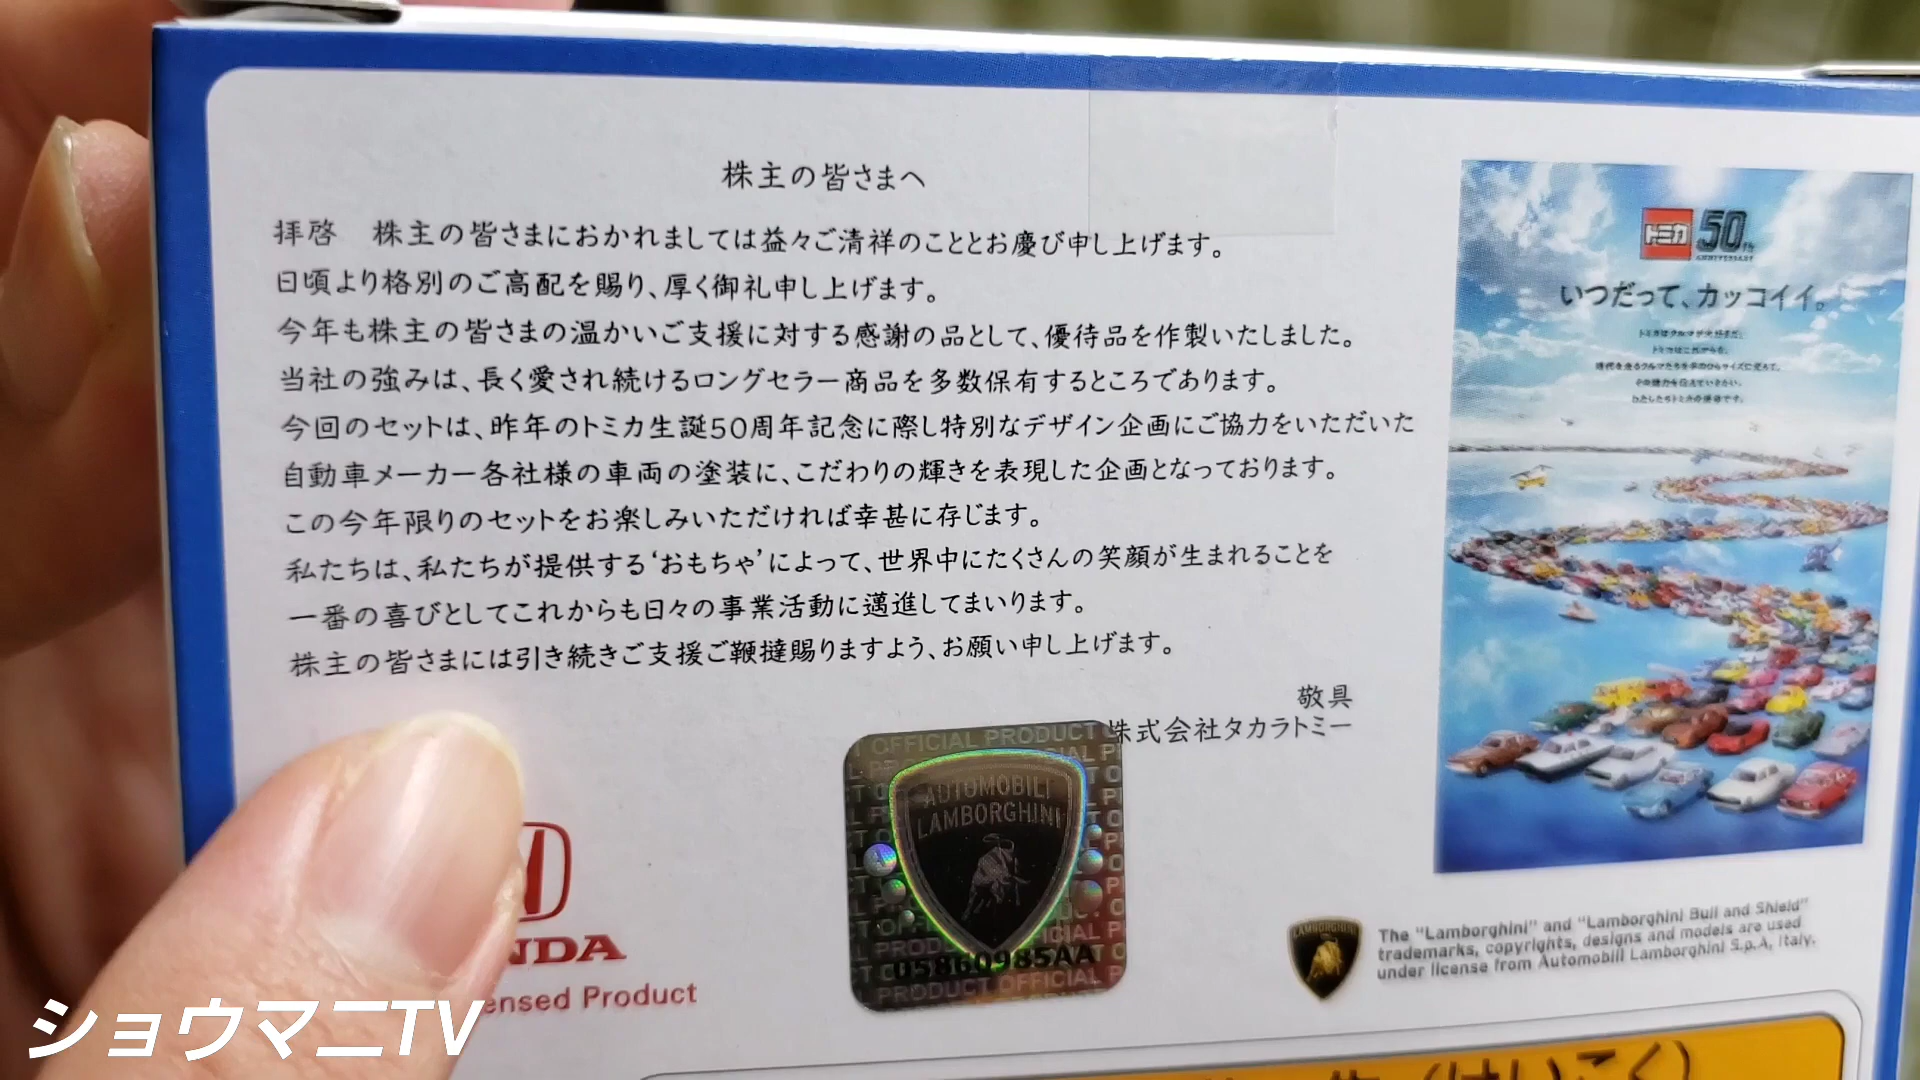 株主の皆さまへ
拝啓　株主の皆さまにおかれましては益々ご清祥のこととお慶び申し上げます。
日頃より格別のご高配を賜り、厚く御礼申し上げます。
今年も株主の皆さまの温かいご支援に対する感謝の品として、優待品を作製いたしました。
当社の強みは、長く愛され続けるロングセラー商品を多数保有するところであります。
今回のセットは、昨年のトミカ生誕50周年記念に際し特別なデザイン企画にご協力をいただいた
自動車メーカー各社様の車両の塗装に、こだわりの輝きを表現した企画となっております。
この今年限りのセットをお楽しみいただければ幸甚に存じます。
私たちは、私たちが提供する‘おもちゃ’によって、世界中にたくさんの笑顔が生まれることを
一番の喜びとしてこれからも日々の事業活動に邁進してまいります。
株主の皆さまには引き続きご支援ご鞭撻賜りますよう、お願い申し上げます。
敬具
株式会社タカラトミー
トミカ 50th
ANNIVERSARY
いつだって、カッコイイ。
OFFICIAL PRODUCT
AUTOMOBILI
LAMBORGHINI
05860985AA
PRODUCT OFFICIAL
NDA
ensed Product
LAMBORGHINI
The "Lamborghini" and "Lamborghini Bull and Shield"
trademarks, copyrights, designs and models are used
under license from Automobili Lamborghini S.p.A, Italy.
(けいこく)
ショウマニTV